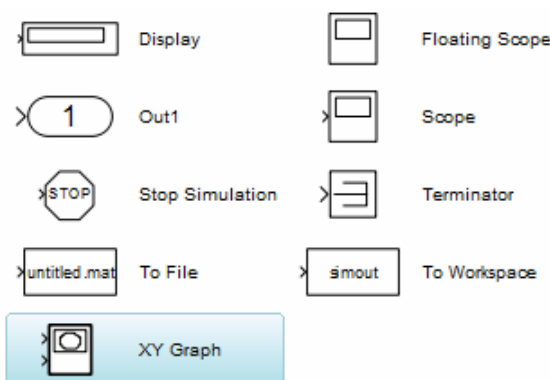 Display
Floating Scope
1
Out1
Scope
STOP
Stop Simulation
Terminator
untitled.mat
To File
simout
To Workspace
XY Graph